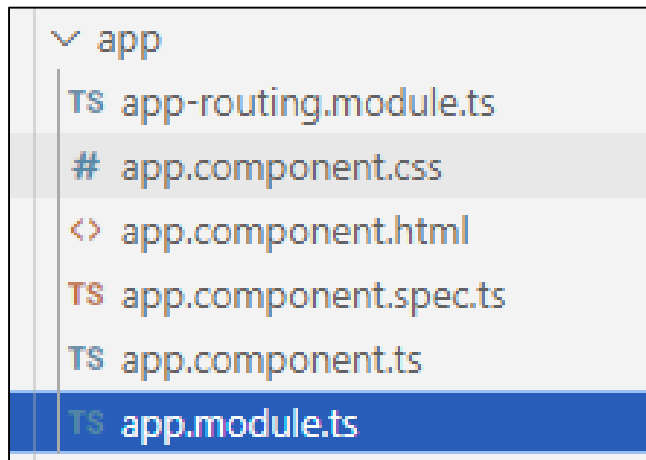 app
TS app-routing.module.ts
# app.component.css
<> app.component.html
TS app.component.spec.ts
TS app.component.ts
TS app.module.ts